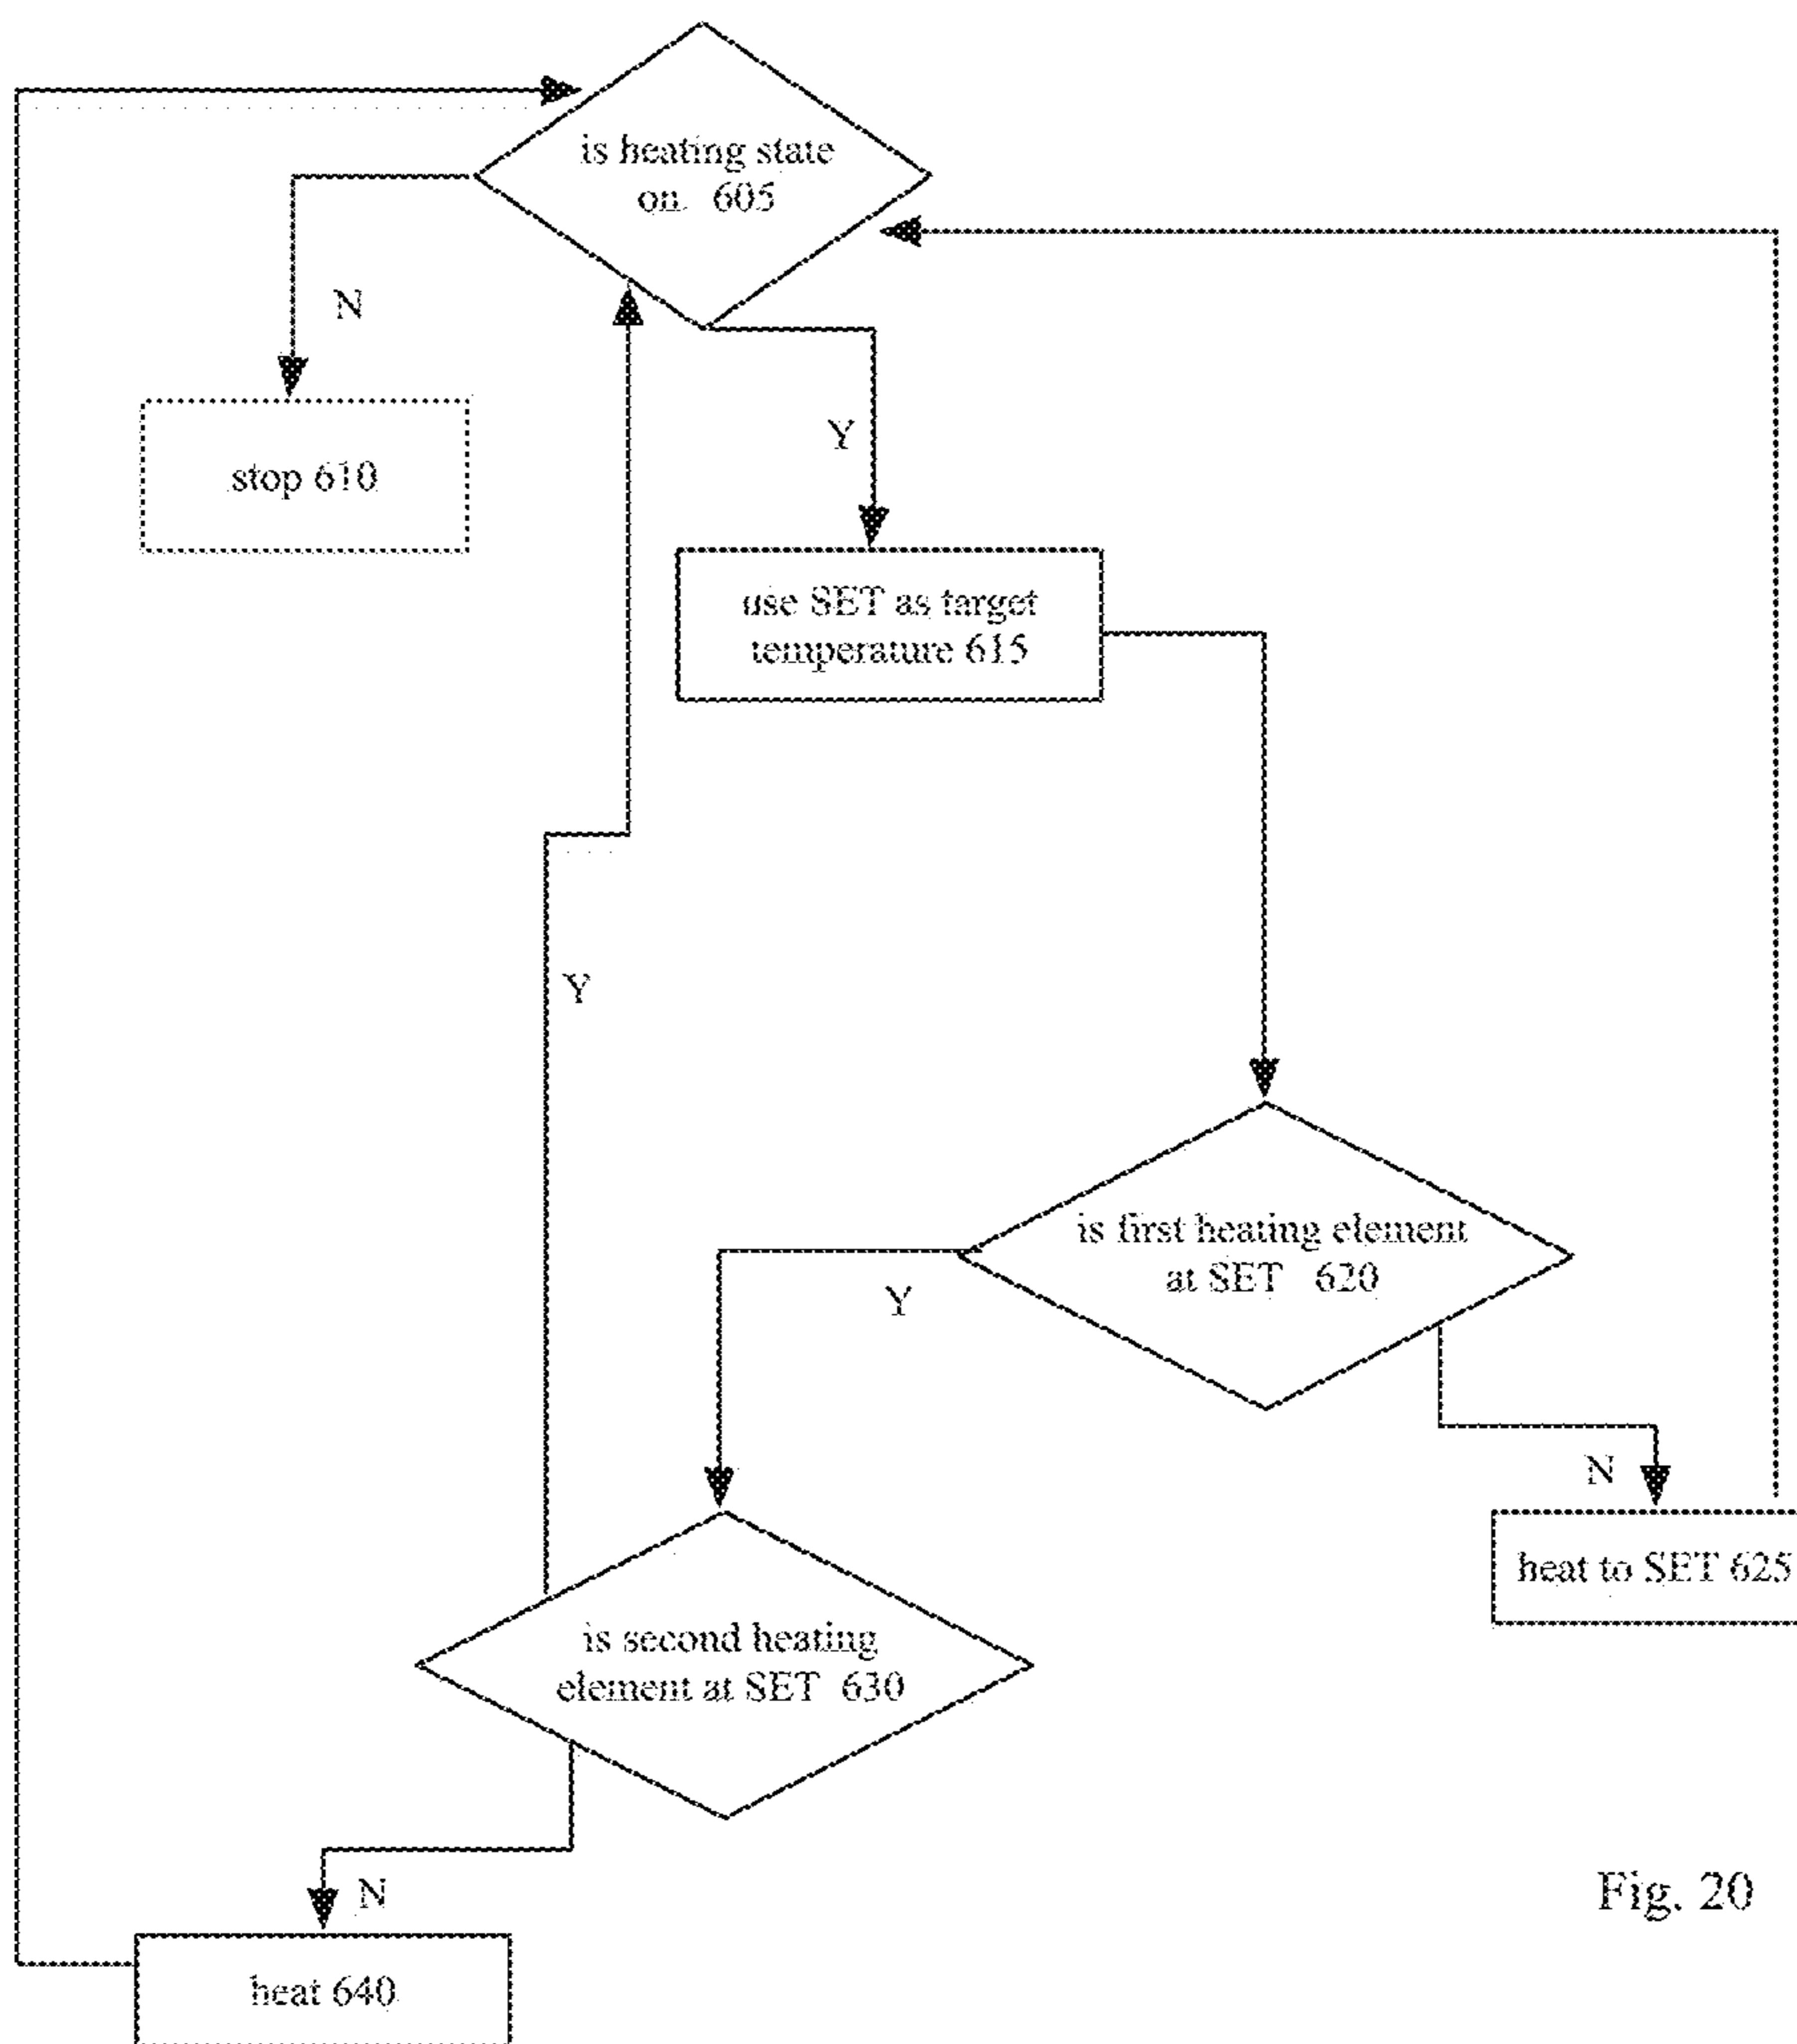 is heating state
on. 605
N
Y
stop 610
use SET as target
temperature 615
Y
is first heating element
at SET 620
Y
N
heat to SET 625
is second heating
element at SET 630
N
heat 640
Fig. 20